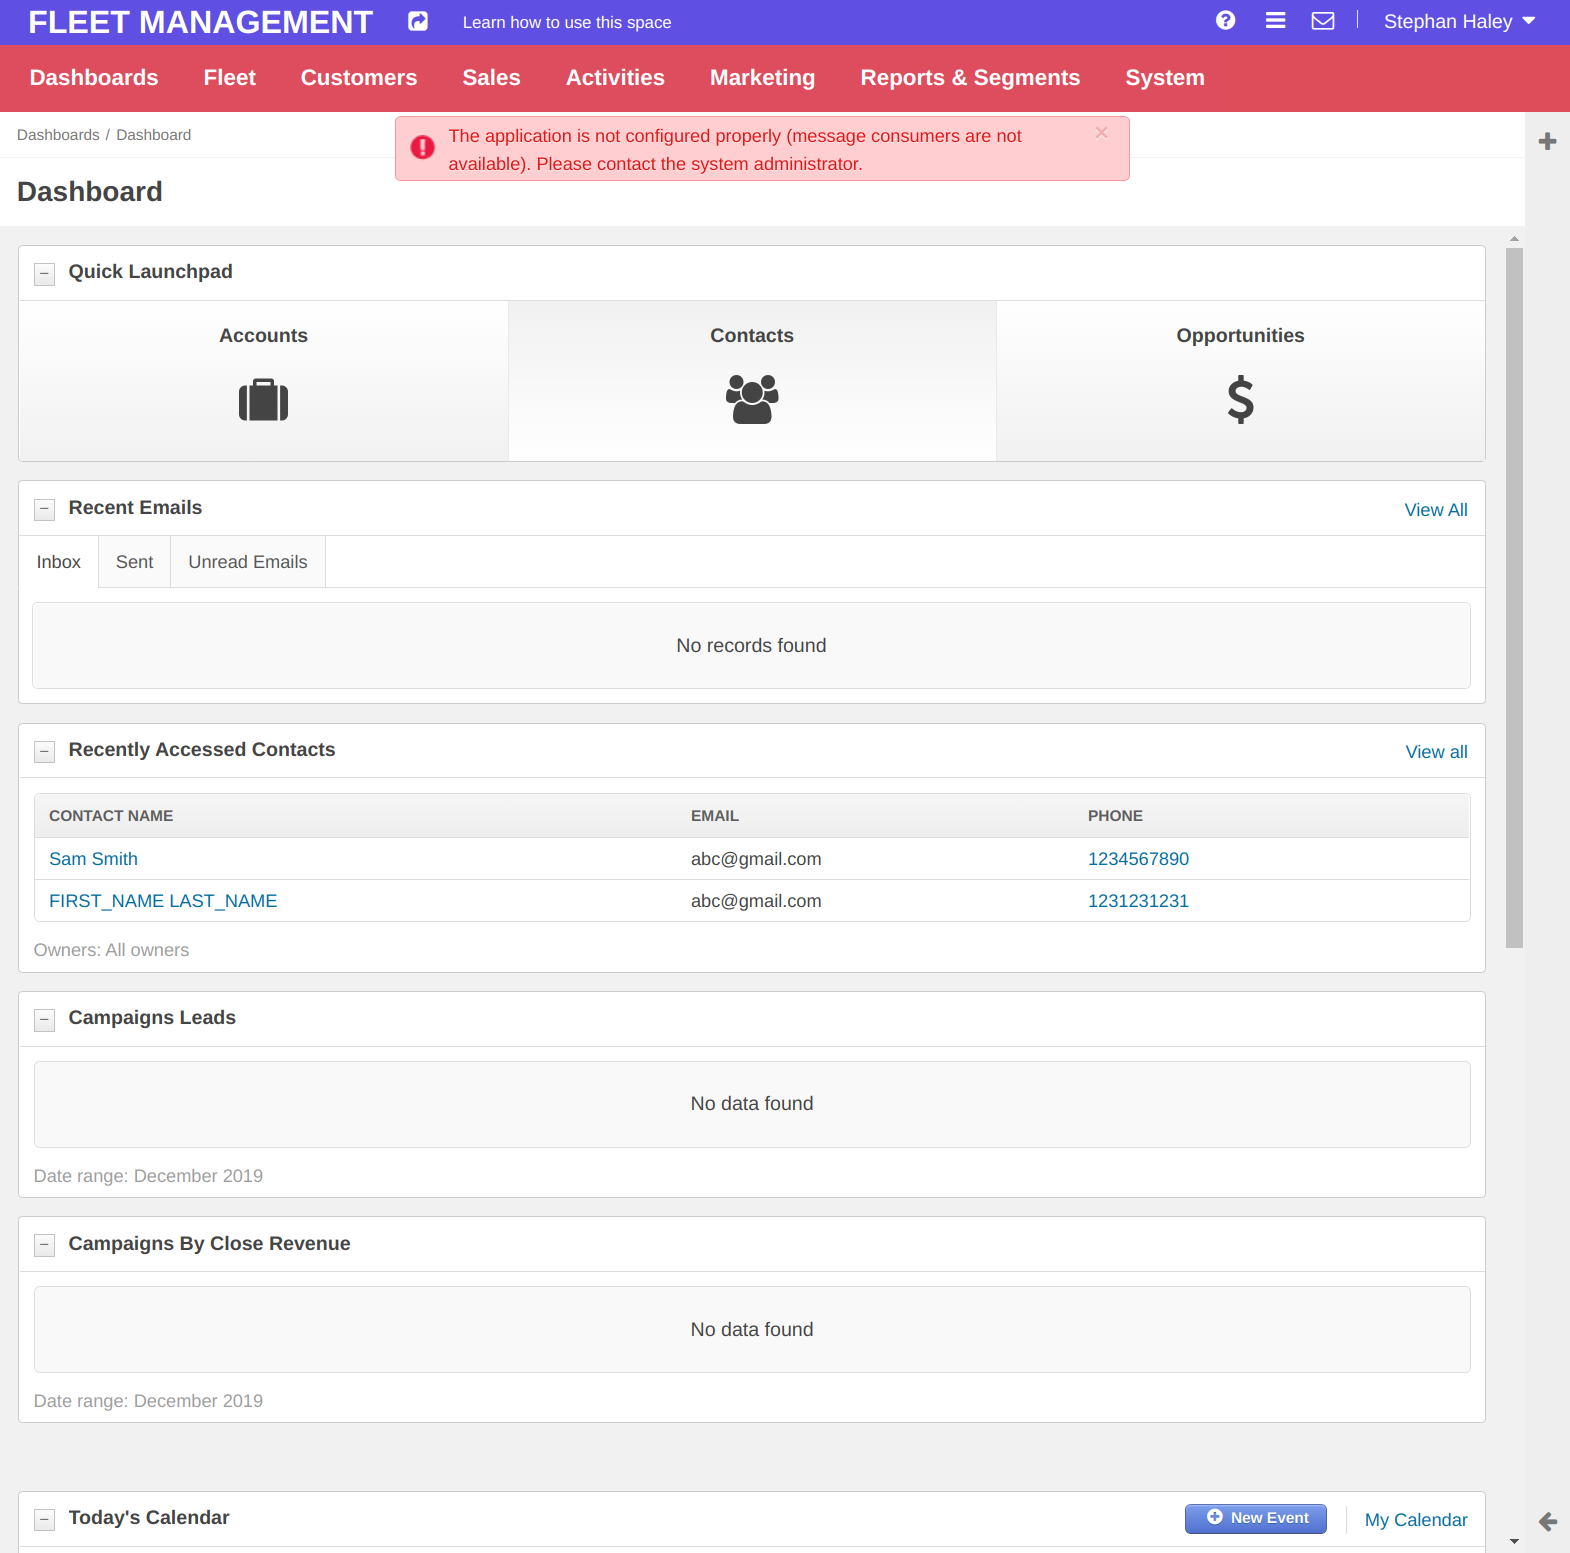 FLEET MANAGEMENT
Learn how to use this space
Stephan Haley
Dashboards Fleet Customers Sales Activities Marketing Reports & Segments System
Dashboards / Dashboard
The application is not configured properly (message consumers are not
available). Please contact the system administrator.
×
Dashboard
Quick Launchpad
Accounts Contacts Opportunities
Recent Emails
View All
Inbox Sent Unread Emails
No records found
Recently Accessed Contacts
View all
CONTACT NAME EMAIL PHONE
Sam Smith abc@gmail.com 1234567890
FIRST_NAME LAST_NAME abc@gmail.com 1231231231
Owners: All owners
Campaigns Leads
No data found
Date range: December 2019
Campaigns By Close Revenue
No data found
Date range: December 2019
Today's Calendar
New Event
My Calendar